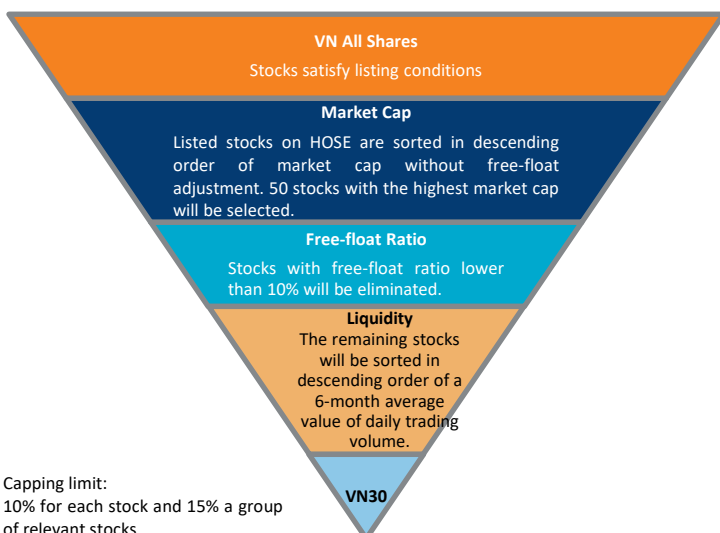 VN All Shares
Stocks satisfy listing conditions
Market Cap
Listed stocks on HOSE are sorted in descending
order of market cap without free-float
adjustment. 50 stocks with the highest market cap
will be selected.
Free-float Ratio
Stocks with free-float ratio lower
than 10% will be eliminated.
Liquidity
The remaining stocks
will be sorted in
descending order of a
6-month average
value of daily trading
volume.
VN30
Capping limit:
10% for each stock and 15% a group
of relevant stocks